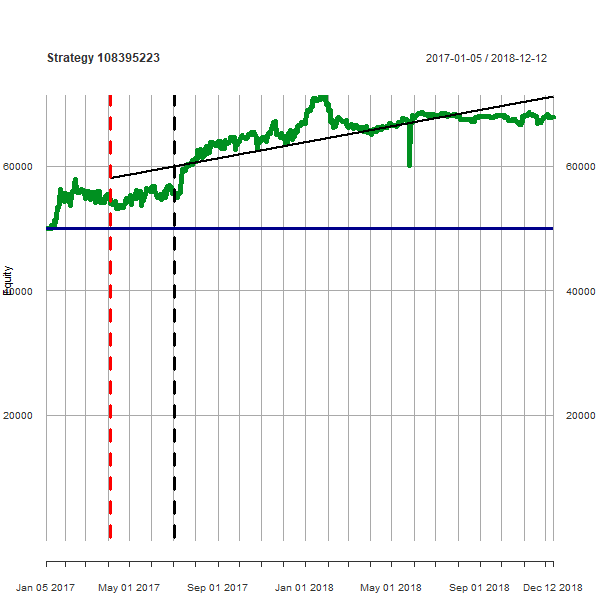 Strategy 108395223 2017-01-05 / 2018-12-12
60000 60000
Equity
40000 40000
20000 20000
Jan 05 2017 May 01 2017 Sep 01 2017 Jan 01 2018 May 01 2018 Sep 01 2018 Dec 12 2018